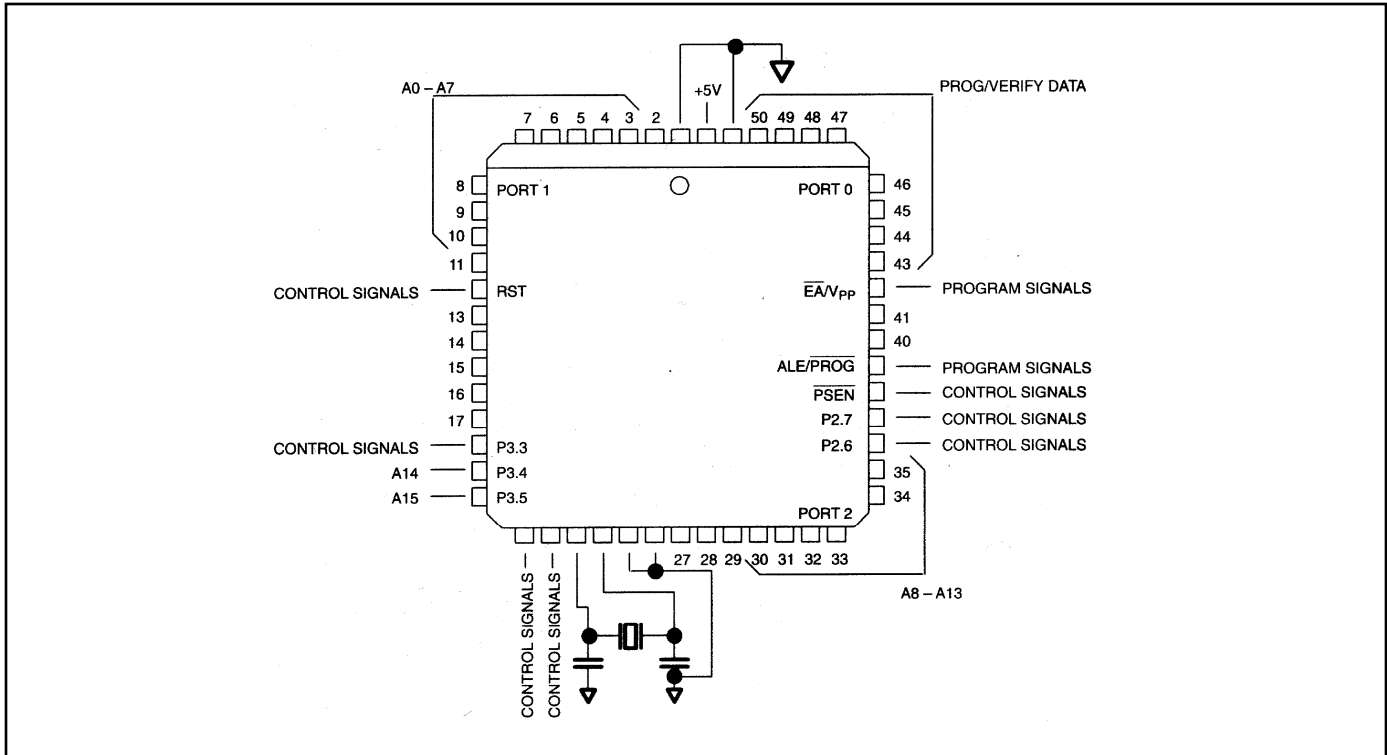 A0 – A7
+5V
PROG/VERIFY DATA
7 6 5 4 3 2 50 49 48 47
8 PORT 1 PORT 0 46
9 45
10 44
11 43
CONTROL SIGNALS RST E̅A̅/VPP PROGRAM SIGNALS
13 41
14 40
15 ALE/P̅R̅O̅G̅ PROGRAM SIGNALS
16 P̅S̅E̅N̅ CONTROL SIGNALS
17 P2.7 CONTROL SIGNALS
CONTROL SIGNALS P3.3 P2.6 CONTROL SIGNALS
A14 P3.4 35
A15 P3.5 34
PORT 2
27 28 29 30 31 32 33
A8 – A13
CONTROL SIGNALS
CONTROL SIGNALS